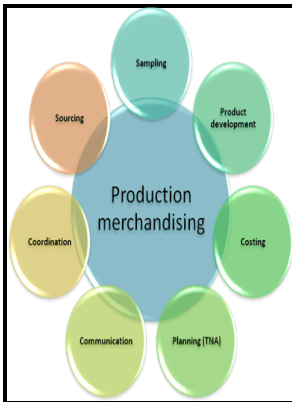 Sampling
Product
development
Costing
Planning (TNA)
Communication
Coordination
Sourcing
Production
merchandising